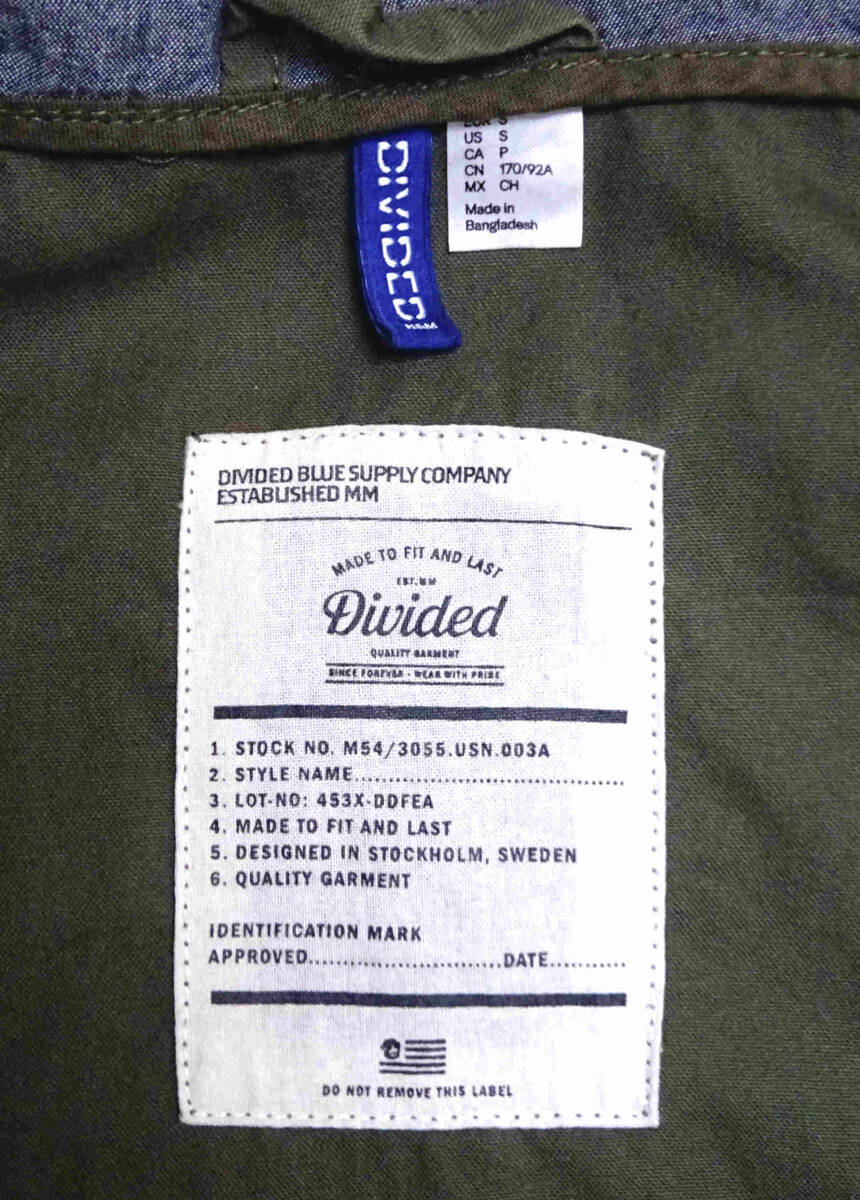 DIVIDED
H&M
EUR S
US S
CA P
CN 170/92A
MX CH
Made in
Bangladesh
DIVIDED BLUE SUPPLY COMPANY
ESTABLISHED MM
MADE TO FIT AND LAST
EST. MM
Divided
QUALITY GARMENT
SINCE FOREVER - WEAR WITH PRIDE
1. STOCK NO. M54/3055.USN.003A
2. STYLE NAME........................................
3. LOT-NO: 453X-DDFEA
4. MADE TO FIT AND LAST
5. DESIGNED IN STOCKHOLM, SWEDEN
6. QUALITY GARMENT
IDENTIFICATION MARK
APPROVED.............................DATE...........
DO NOT REMOVE THIS LABEL